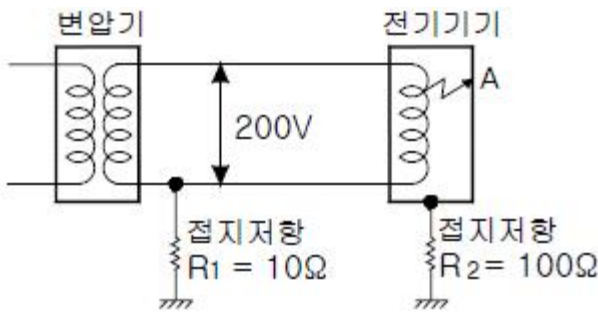 변압기
전기기기
A
200V
접지저항
R₁ = 10Ω
접지저항
R₂ = 100Ω